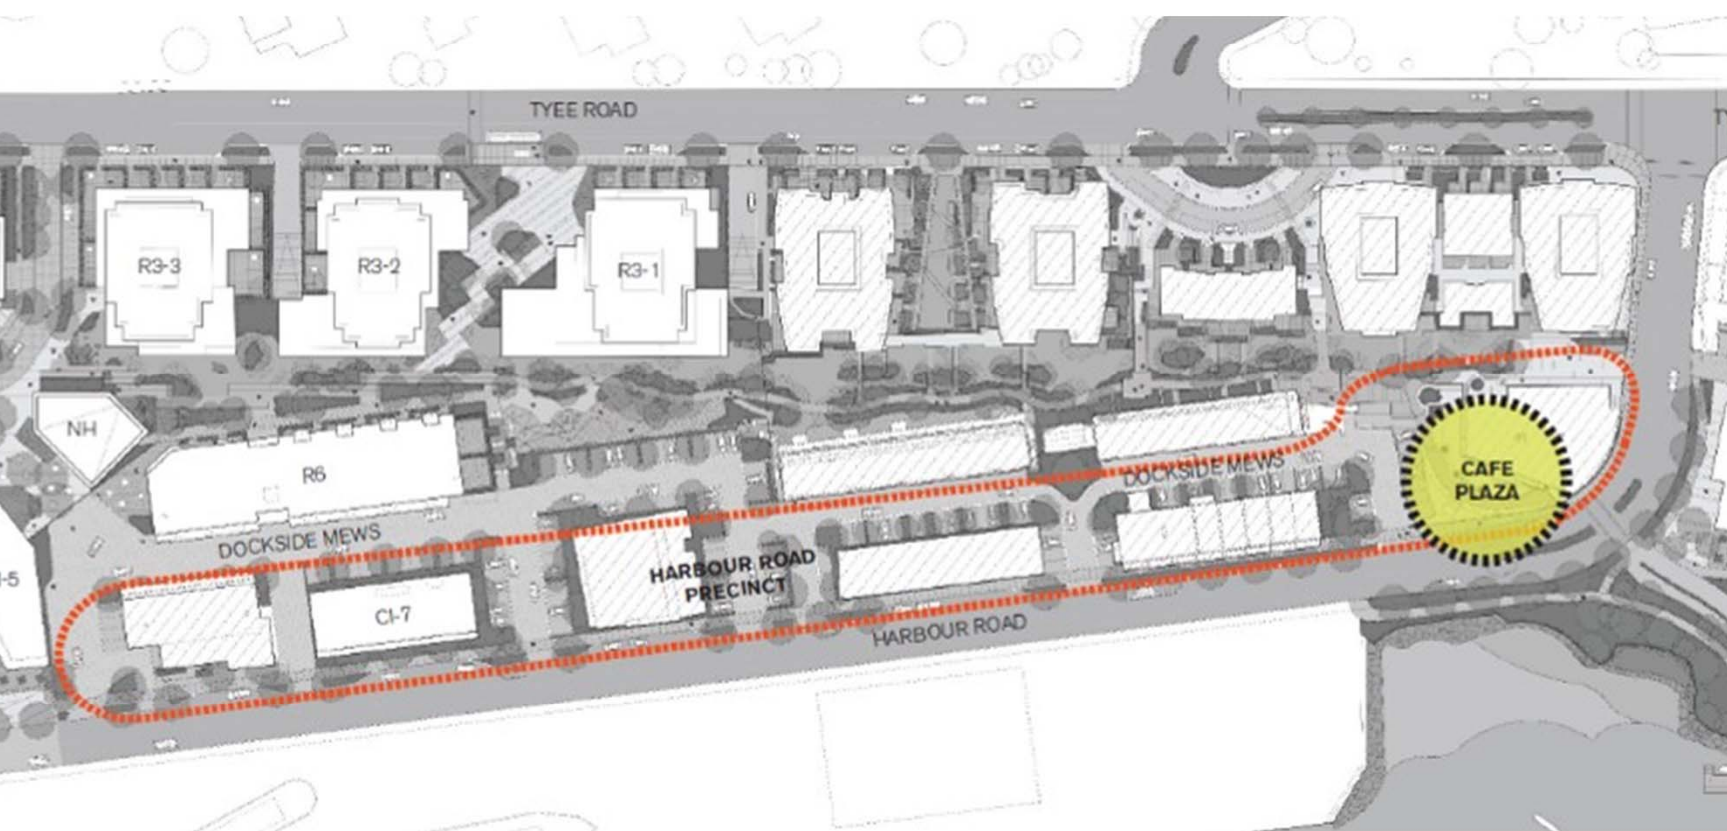 TYEE ROAD
R3-3
R3-2
R3-1
NH
R6
CAFE
PLAZA
DOCKSIDE MEWS
DOCKSIDE MEWS
HARBOUR ROAD
PRECINCT
-5
CI-7
HARBOUR ROAD